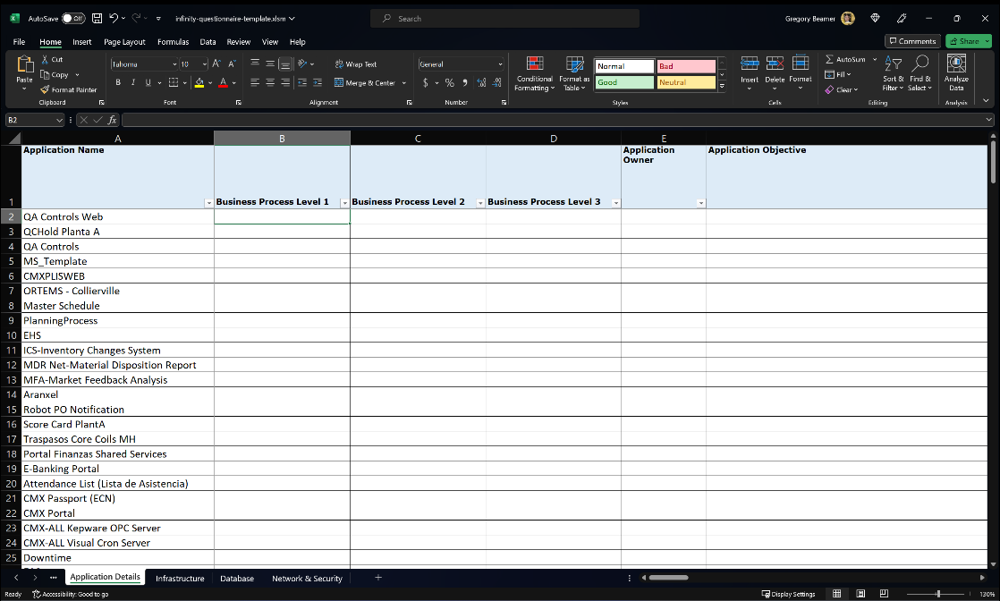 AutoSave Off infinity-questionnaire-template.xlsm Search Gregory Beamer
File Home Insert Page Layout Formulas Data Review View Help Comments Share
Paste Cut Copy Format Painter
Tahoma 10
B I U A
Wrap Text
Merge & Center
General
$ %
Conditional Formatting
Format as Table
Normal Bad
Good Neutral
Insert Delete Format
AutoSum
Fill
Clear
Sort & Filter
Find & Select
Analyze Data
Clipboard Font Alignment Number Styles Cells Editing Analysis
B2 fx
A B C D E
1 Application Name Business Process Level 1 Business Process Level 2 Business Process Level 3 Application Owner Application Objective
2 QA Controls Web
3 QCHold Planta A
4 QA Controls
5 MS_Template
6 CMXPLISWEB
7 ORTEMS - Collierville
8 Master Schedule
9 PlanningProcess
10 EHS
11 ICS-Inventory Changes System
12 MDR Net-Material Disposition Report
13 MFA-Market Feedback Analysis
14 Aranxel
15 Robot PO Notification
16 Score Card PlantA
17 Traspasos Core Coils MH
18 Portal Finanzas Shared Services
19 E-Banking Portal
20 Attendance List (Lista de Asistencia)
21 CMX Passport (ECN)
22 CMX Portal
23 CMX-ALL Kepware OPC Server
24 CMX-ALL Visual Cron Server
25 Downtime
Application Details Infrastructure Database Network & Security
Ready Accessibility: Good to go Display Settings 130%